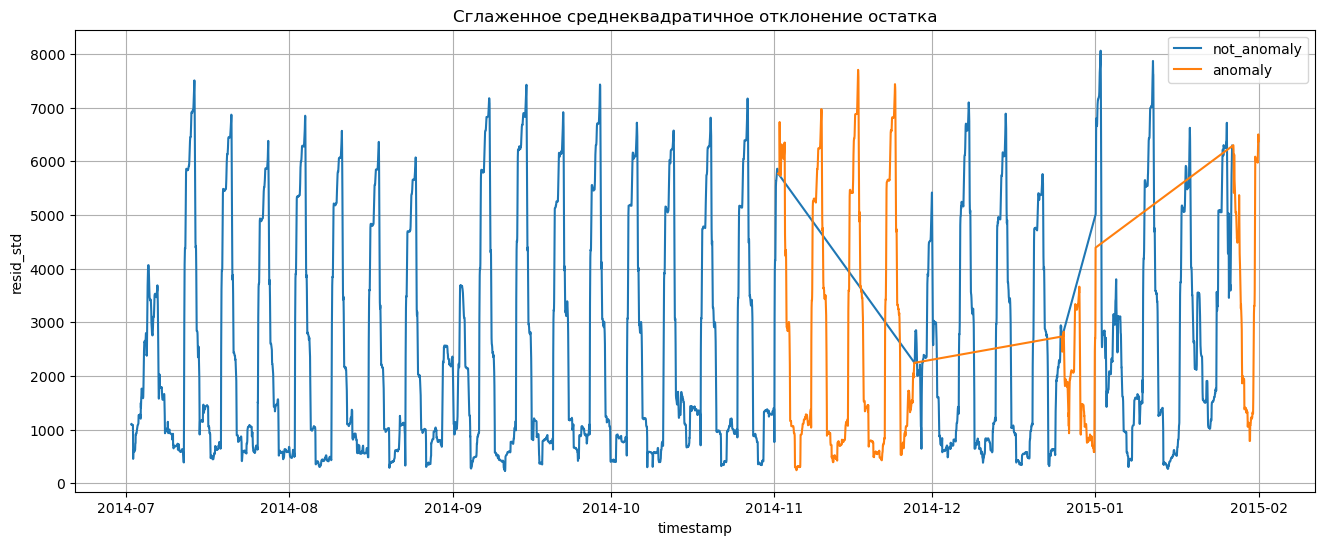 Сглаженное среднеквадратичное отклонение остатка
not_anomaly
anomaly
resid_std
8000
7000
6000
5000
4000
3000
2000
1000
0
2014-07 2014-08 2014-09 2014-10 2014-11 2014-12 2015-01 2015-02
timestamp